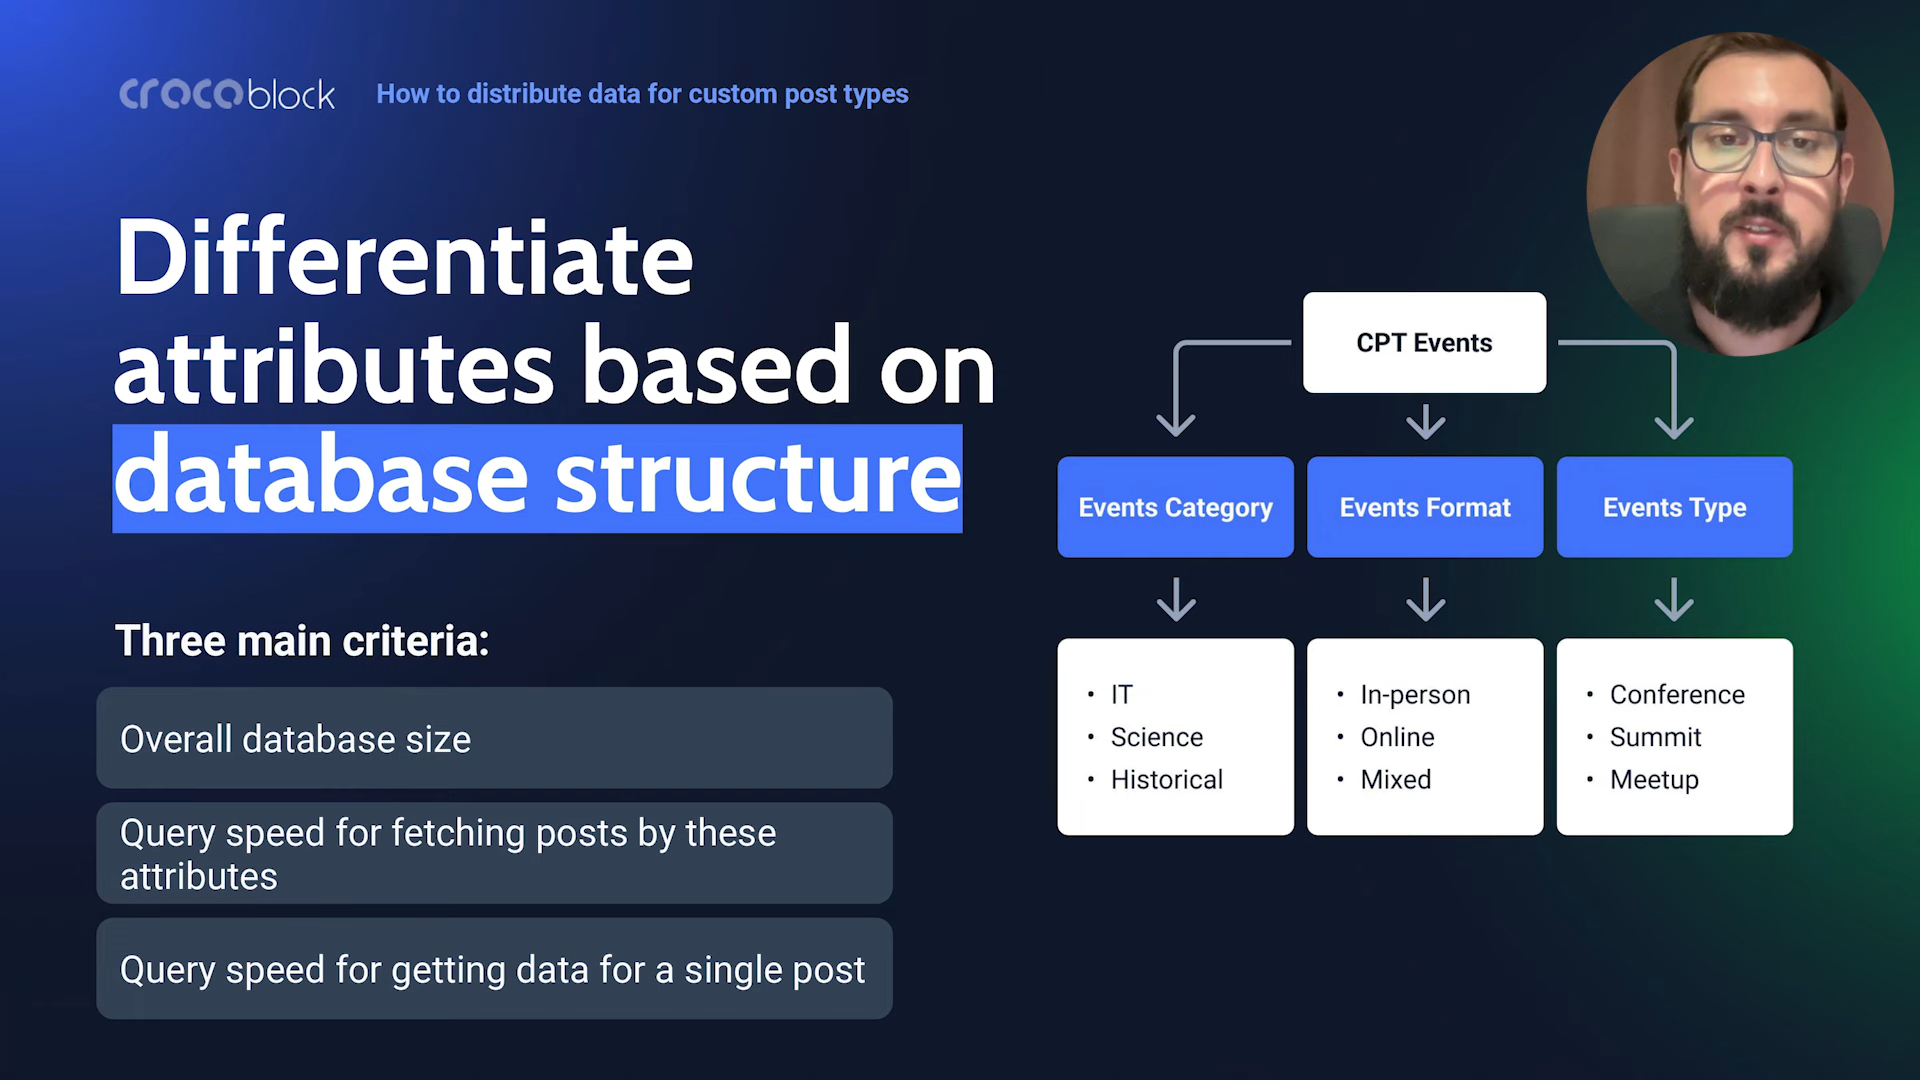 crocoblock
How to distribute data for custom post types
Differentiate
attributes based on
database structure
Three main criteria:
Overall database size
Query speed for fetching posts by these
attributes
Query speed for getting data for a single post
CPT Events
Events Category
Events Format
Events Type
• IT
• Science
• Historical
• In-person
• Online
• Mixed
• Conference
• Summit
• Meetup